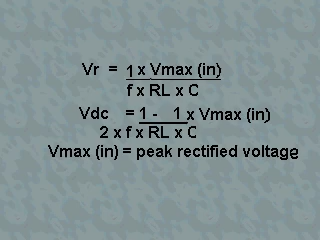 Vr = 1 x Vmax (in)
f x RL x C
Vdc = 1 - 1 x Vmax (in)
2 x f x RL x C
Vmax (in) = peak rectified voltage